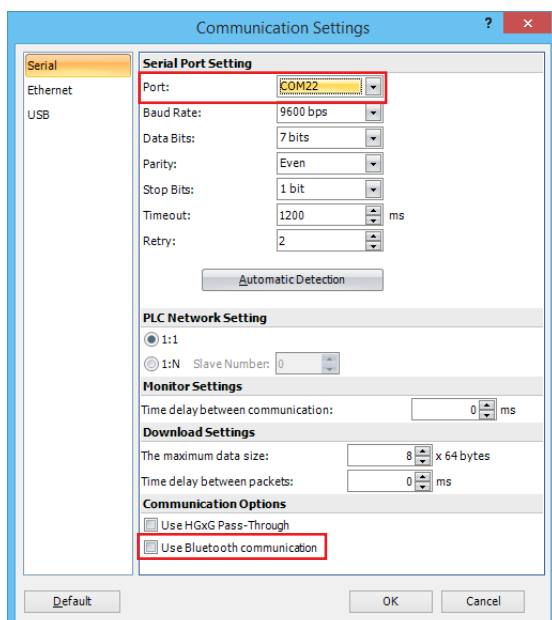 Communication Settings ? ×
Serial
Ethernet
USB
Serial Port Setting
Port: COM22
Baud Rate: 9600 bps
Data Bits: 7 bits
Parity: Even
Stop Bits: 1 bit
Timeout: 1200 ms
Retry: 2
Automatic Detection
PLC Network Setting
1:1
1:N Slave Number: 0
Monitor Settings
Time delay between communication: 0 ms
Download Settings
The maximum data size: 8 x 64 bytes
Time delay between packets: 0 ms
Communication Options
Use HGxG Pass-Through
Use Bluetooth communication
Default OK Cancel